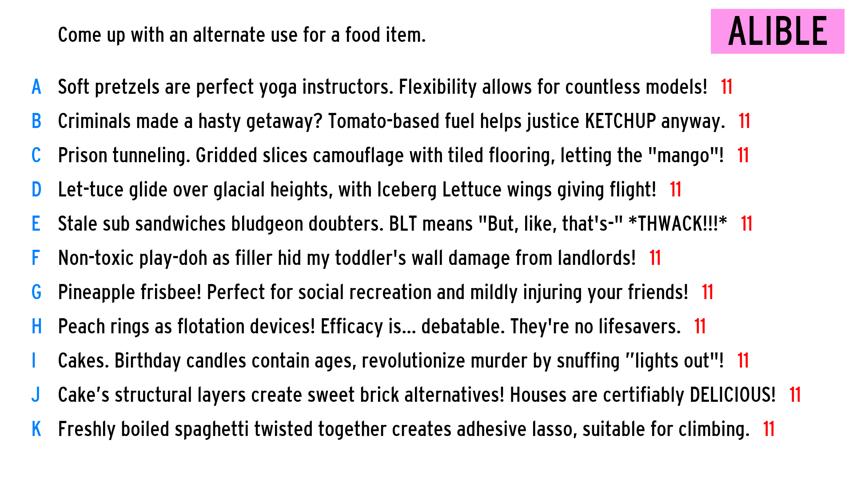 Come up with an alternate use for a food item.
ALIBLE
A Soft pretzels are perfect yoga instructors. Flexibility allows for countless models! 11
B Criminals made a hasty getaway? Tomato-based fuel helps justice KETCHUP anyway. 11
C Prison tunneling. Gridded slices camouflage with tiled flooring, letting the "mango"! 11
D Let-tuce glide over glacial heights, with Iceberg Lettuce wings giving flight! 11
E Stale sub sandwiches bludgeon doubters. BLT means "But, like, that's-" *THWACK!!!* 11
F Non-toxic play-doh as filler hid my toddler's wall damage from landlords! 11
G Pineapple frisbee! Perfect for social recreation and mildly injuring your friends! 11
H Peach rings as flotation devices! Efficacy is... debatable. They're no lifesavers. 11
I Cakes. Birthday candles contain ages, revolutionize murder by snuffing ”lights out"! 11
J Cake’s structural layers create sweet brick alternatives! Houses are certifiably DELICIOUS! 11
K Freshly boiled spaghetti twisted together creates adhesive lasso, suitable for climbing. 11